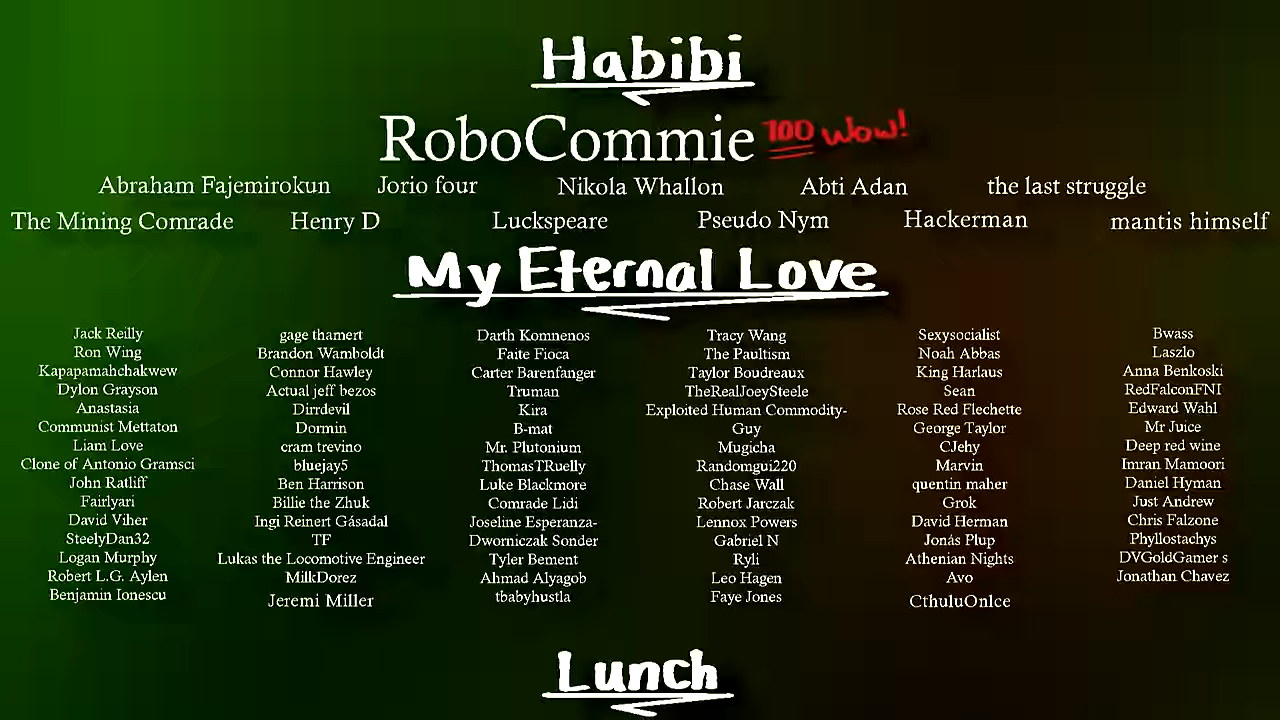 Habibi
RoboCommie 100 wow!
Abraham Fajemirokun Jorio four Nikola Whallon Abti Adan the last struggle
The Mining Comrade Henry D Luckspeare Pseudo Nym Hackerman mantis himself
My Eternal Love
Jack Reilly gage thamert Darth Komnenos Tracy Wang Sexysocialist Bwass
Ron Wing Brandon Wamboldt Faite Fioca The Paultism Noah Abbas Laszlo
Kapapamahchakwew Connor Hawley Carter Barenfanger Taylor Boudreaux King Harlaus Anna Benkoski
Dylon Grayson Actual jeff bezos Truman TheRealJoeySteele Sean RedFalconFNI
Anastasia Dirrdevil Kira Exploited Human Commodity- Rose Red Flechette Edward Wahl
Communist Mettaton Dormin B-mat Guy George Taylor Mr Juice
Liam Love cram trevino Mr. Plutonium Mugicha CJehy Deep red wine
Clone of Antonio Gramsci bluejay5 ThomasTRuelly Randomgui220 Marvin Imran Mamoori
John Ratliff Ben Harrison Luke Blackmore Chase Wall quentin maher Daniel Hyman
Fairlyari Billie the Zhuk Comrade Lidi Robert Jarczak Grok Just Andrew
David Viher Ingi Reinert Gásadal Joseline Esperanza- Lennox Powers David Herman Chris Falzone
SteelyDan32 TF Dworniczak Sonder Gabriel N Jonás Plup Phyllostachys
Logan Murphy Lukas the Locomotive Engineer Tyler Bement Ryli Athenian Nights DVGoldGamer s
Robert L.G. Aylen MilkDorez Ahmad Alyagob Leo Hagen Avo Jonathan Chavez
Benjamin Ionescu Jeremi Miller tbabyhustla Faye Jones CthuluOnIce
Lunch